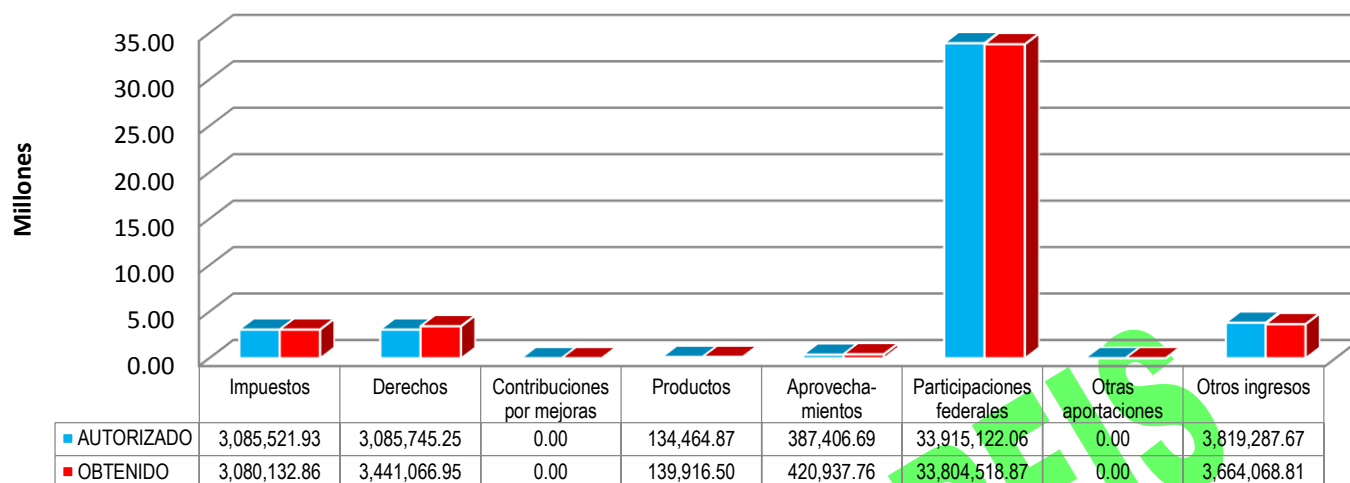 Millones
35.00
30.00
25.00
20.00
15.00
10.00
5.00
0.00
Impuestos Derechos Contribuciones por mejoras Productos Aprovecha-mientos Participaciones federales Otras aportaciones Otros ingresos
AUTORIZADO 3,085,521.93 3,085,745.25 0.00 134,464.87 387,406.69 33,915,122.06 0.00 3,819,287.67
OBTENIDO 3,080,132.86 3,441,066.95 0.00 139,916.50 420,937.76 33,804,518.87 0.00 3,664,068.81